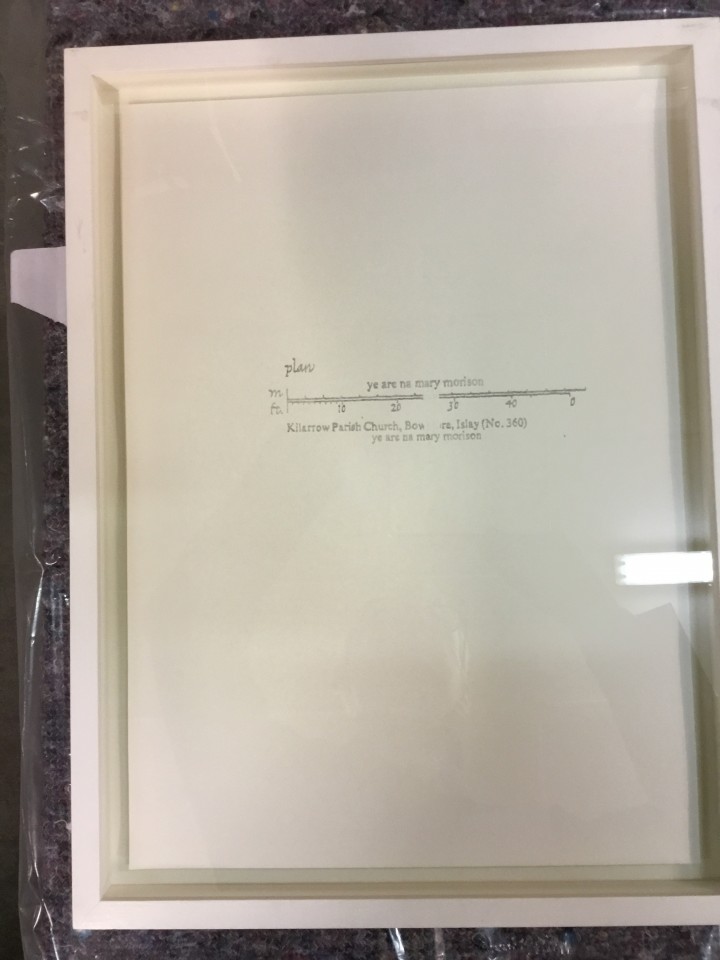 plan
ye are na mary morison
m
ft.
10 20 30 40 0
Kilarrow Parish Church, Bow ra, Islay (No. 360)
ye are na mary morison